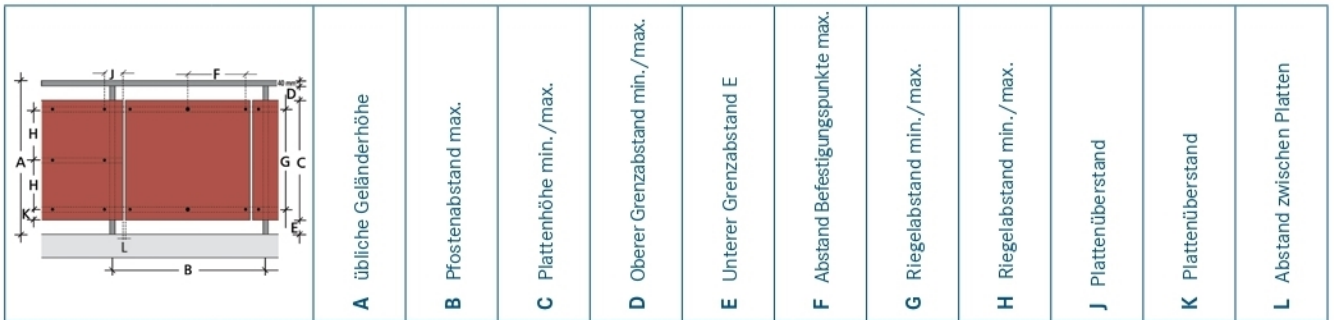 J
F
40 mm
D
H
A
G
C
H
K
E
L
B
A übliche Geländerhöhe
B Pfostenabstand max.
C Plattenhöhe min./max.
D Oberer Grenzabstand min./max.
E Unterer Grenzabstand E
F Abstand Befestigungspunkte max.
G Riegelabstand min./max.
H Riegelabstand min./max.
J Plattenüberstand
K Plattenüberstand
L Abstand zwischen Platten